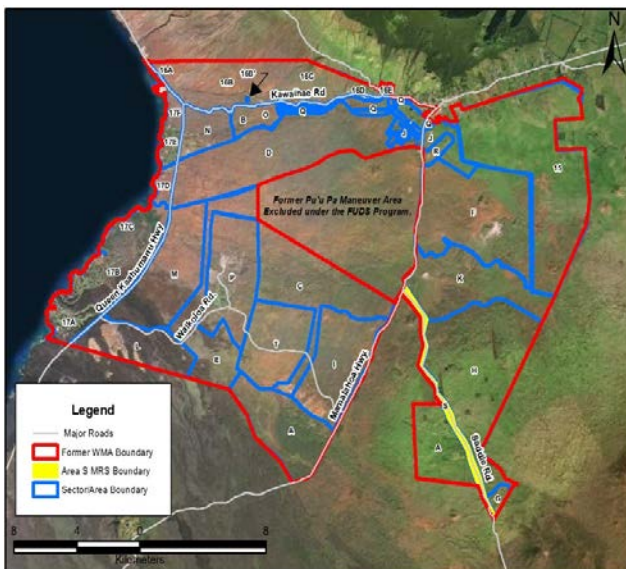 N
16A
16B
16B'
16C
Kawaihae Rd
16D
16E
O
17F
N
B
O
Q
Q
Q
J
J
R
17E
D
17D
15
Former Pu'u Pa Maneuver Area
Excluded under the FUDS Program.
17C
I
17B
Queen Kaahumanu Hwy
M
P
C
K
17A
Waikoloa Rd.
L
E
T
I
Mamalahoa Hwy.
H
A
A
S
Saddle Rd
G
Legend
Major Roads
Former WMA Boundary
Area S MRS Boundary
Sector/Area Boundary
8 4 0 8
Kilometers